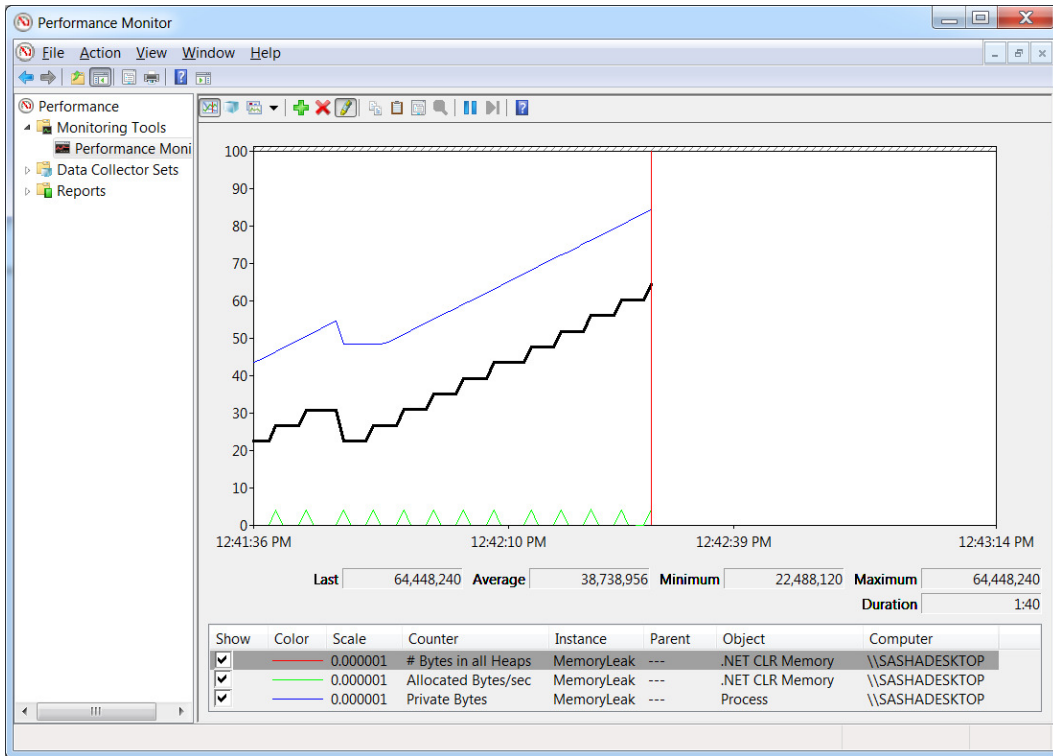 Performance Monitor
File Action View Window Help
Performance
Monitoring Tools
Performance Moni
Data Collector Sets
Reports
100
90
80
70
60
50
40
30
20
10
0
12:41:36 PM 12:42:10 PM 12:42:39 PM 12:43:14 PM
Last 64,448,240 Average 38,738,956 Minimum 22,488,120 Maximum 64,448,240
Duration 1:40
Show Color Scale Counter Instance Parent Object Computer
0.000001 # Bytes in all Heaps MemoryLeak --- .NET CLR Memory \\SASHADESKTOP
0.000001 Allocated Bytes/sec MemoryLeak --- .NET CLR Memory \\SASHADESKTOP
0.000001 Private Bytes MemoryLeak --- Process \\SASHADESKTOP